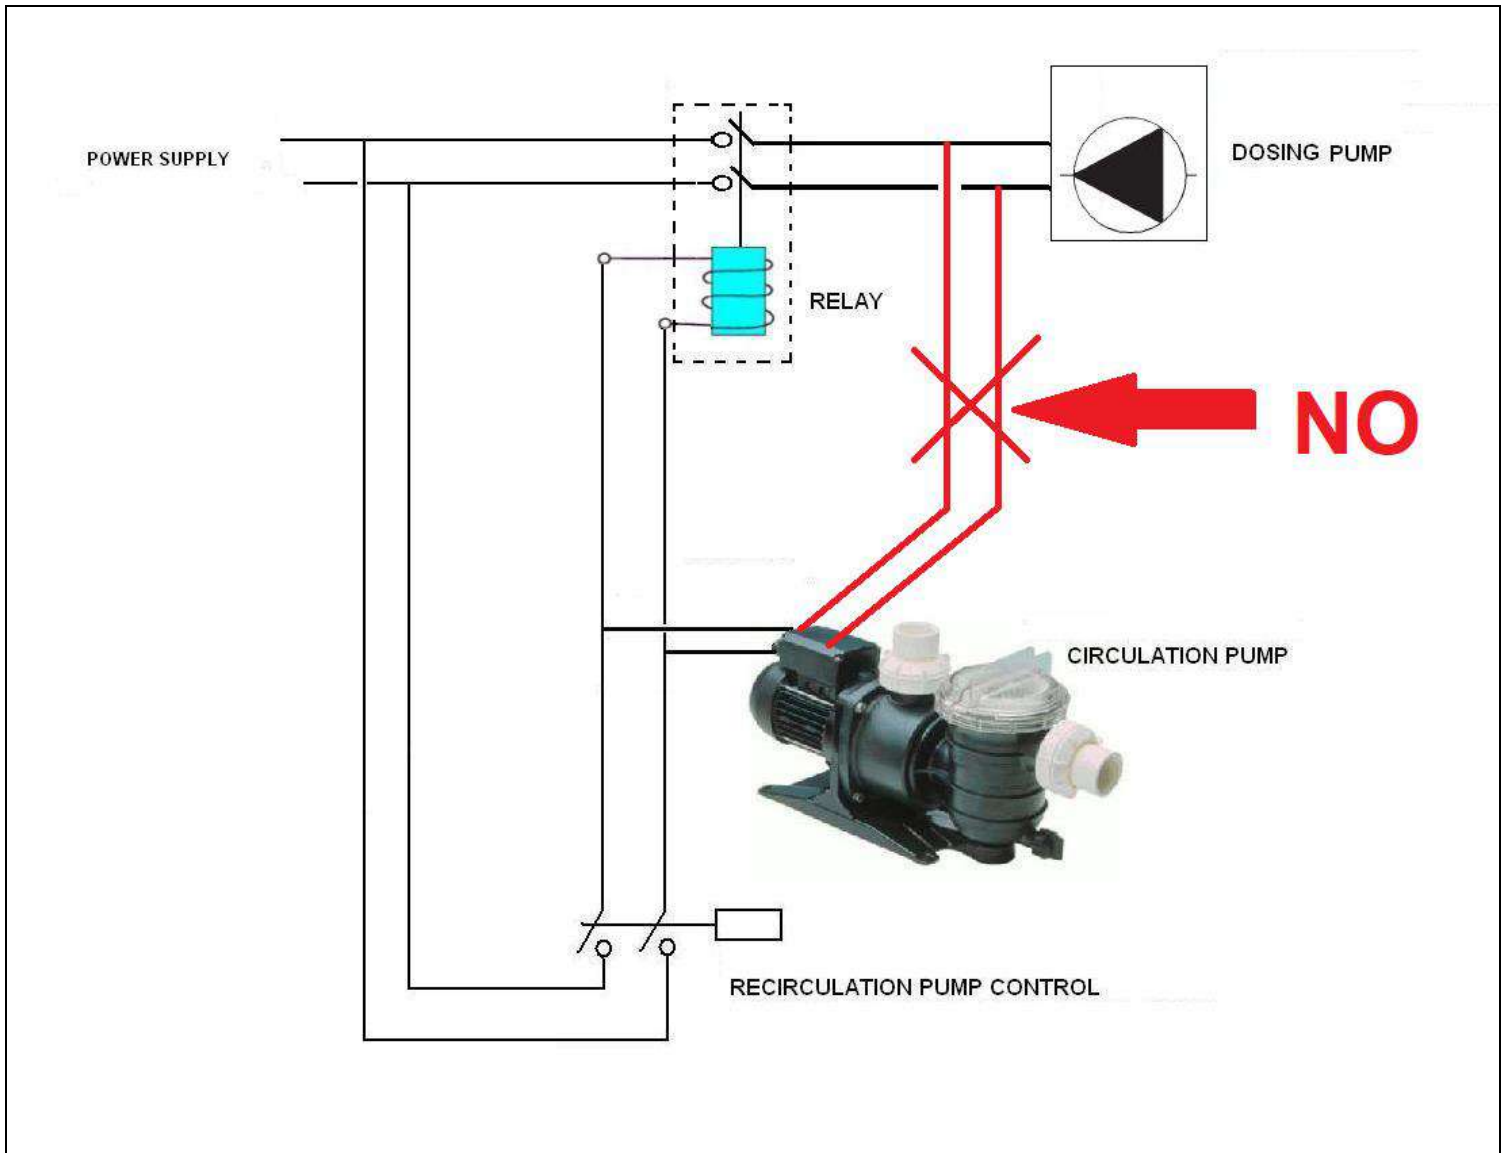 POWER SUPPLY
DOSING PUMP
RELAY
NO
CIRCULATION PUMP
RECIRCULATION PUMP CONTROL